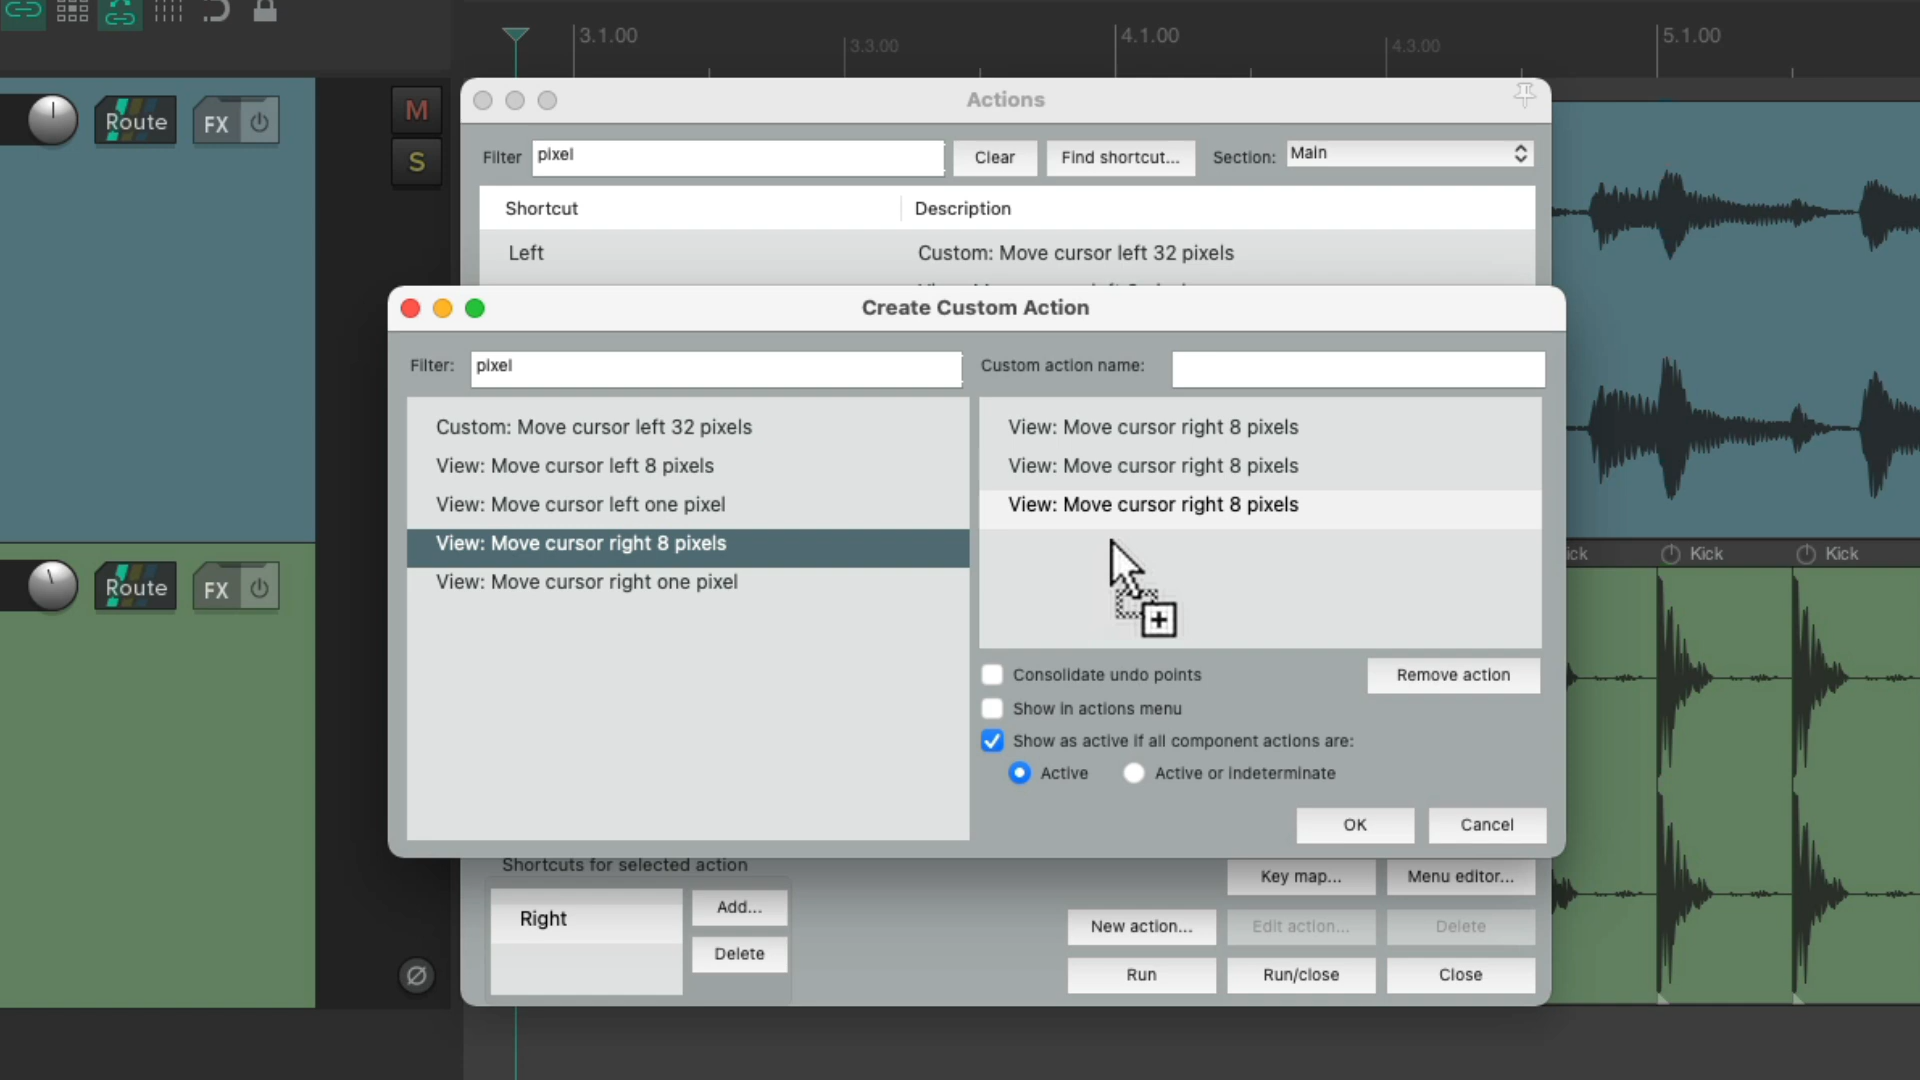 3.1.00
3.3.00
4.1.00
4.3.00
5.1.00
Route
FX
M
S
Actions
Filter
pixel
Clear
Find shortcut...
Section:
Main
Shortcut
Description
Left
Custom: Move cursor left 32 pixels
Create Custom Action
Filter:
pixel
Custom action name:
Custom: Move cursor left 32 pixels
View: Move cursor left 8 pixels
View: Move cursor left one pixel
View: Move cursor right 8 pixels
View: Move cursor right one pixel
View: Move cursor right 8 pixels
View: Move cursor right 8 pixels
View: Move cursor right 8 pixels
Consolidate undo points
Remove action
Show in actions menu
Show as active if all component actions are:
Active
Active or indeterminate
OK
Cancel
Kick
Kick
Route
FX
Shortcuts for selected action
Right
Add...
Delete
Key map...
Menu editor...
New action...
Edit action...
Delete
Run
Run/close
Close